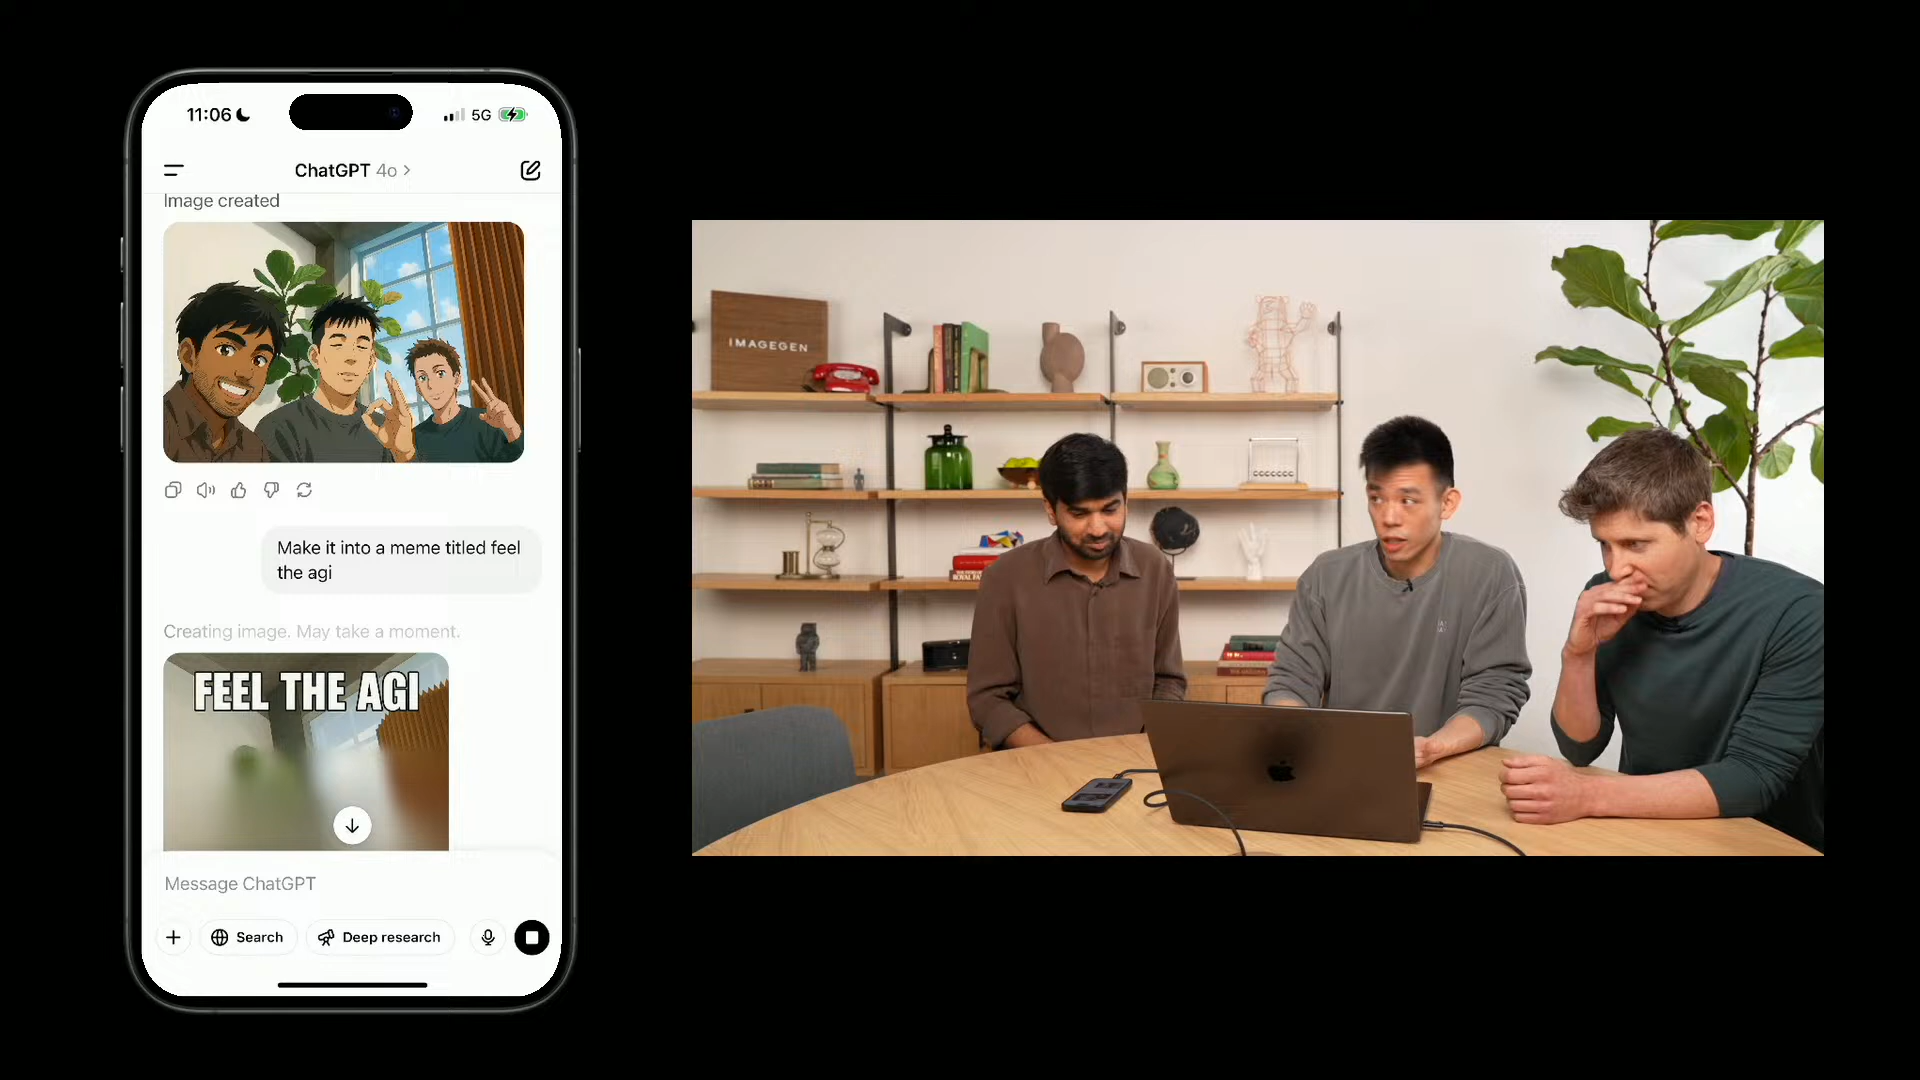 11:06
5G
ChatGPT 4o >
Image created
Make it into a meme titled feel
the agi
Creating image. May take a moment.
FEEL THE AGI
Message ChatGPT
Search
Deep research
IMAGEGEN
ROYAL